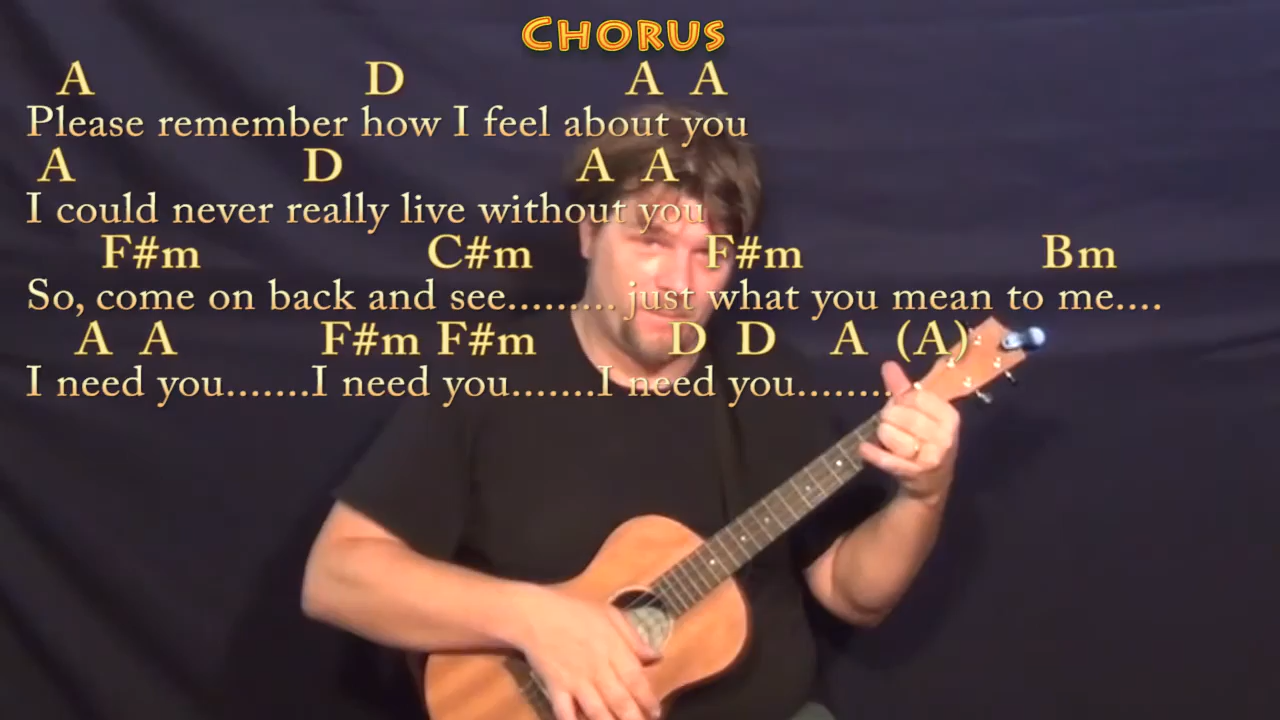 CHORUS
A D A A
Please remember how I feel about you
A D A A
I could never really live without you
F#m C#m F#m Bm
So, come on back and see......... just what you mean to me....
A A F#m F#m D D A (A)
I need you.......I need you.......I need you........